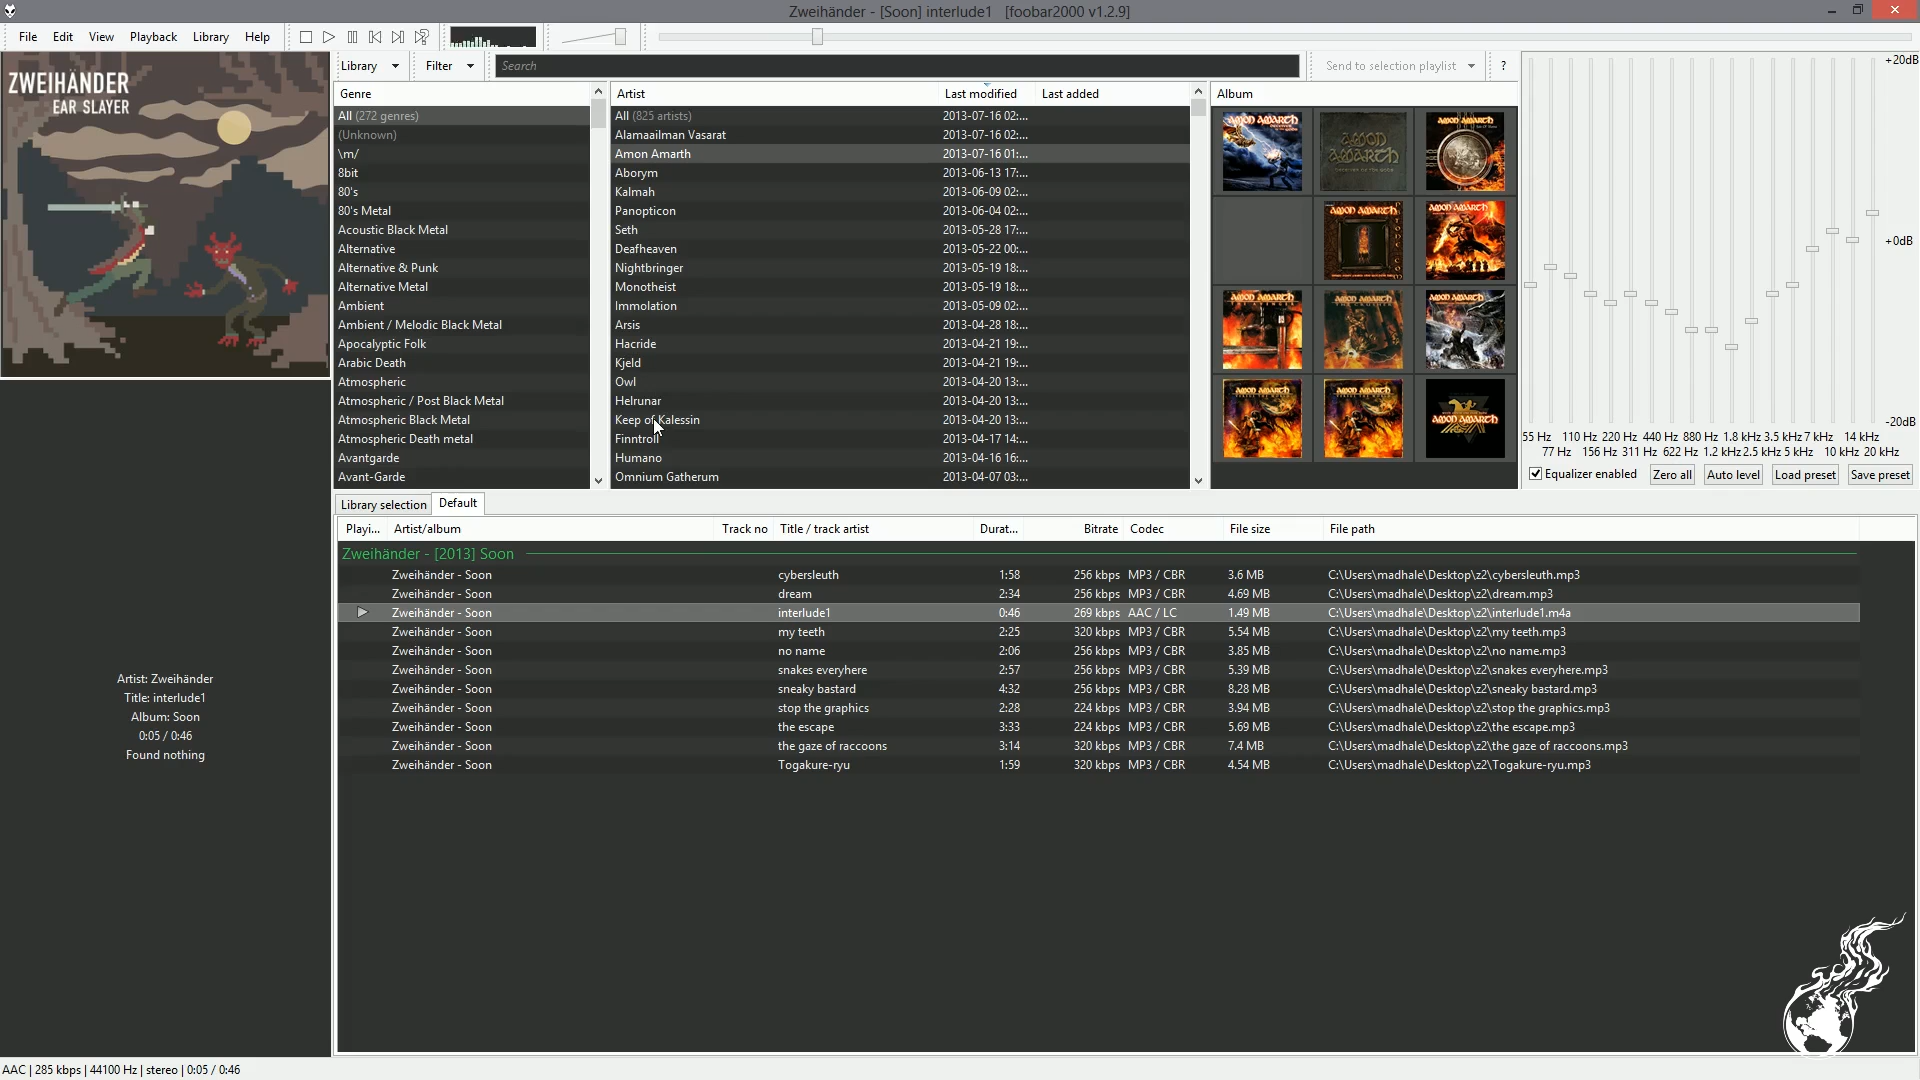 Zweihänder - [Soon] interlude1 [foobar2000 v1.2.9]
File Edit View Playback Library Help
ZWEIHÄNDER
EAR SLAYER
Library Filter Search Send to selection playlist ?
Genre
All (272 genres)
(Unknown)
\m/
8bit
80's
80's Metal
Acoustic Black Metal
Alternative
Alternative & Punk
Alternative Metal
Ambient
Ambient / Melodic Black Metal
Apocalyptic Folk
Arabic Death
Atmospheric
Atmospheric / Post Black Metal
Atmospheric Black Metal
Atmospheric Death metal
Avantgarde
Avant-Garde
Artist Last modified Last added
All (825 artists) 2013-07-16 02:...
Alamaailman Vasarat 2013-07-16 02:...
Amon Amarth 2013-07-16 01:...
Aborym 2013-06-13 17:...
Kalmah 2013-06-09 02:...
Panopticon 2013-06-04 02:...
Seth 2013-05-28 17:...
Deafheaven 2013-05-22 00:...
Nightbringer 2013-05-19 18:...
Monotheist 2013-05-19 18:...
Immolation 2013-05-09 02:...
Arsis 2013-04-28 18:...
Hacride 2013-04-21 19:...
Kjeld 2013-04-21 19:...
Owl 2013-04-20 13:...
Helrunar 2013-04-20 13:...
Keep of Kalessin 2013-04-20 13:...
Finntroll 2013-04-17 14:...
Humano 2013-04-16 16:...
Omnium Gatherum 2013-04-07 03:...
Album
AMON AMARTH
AMON AMARTH
AMON AMARTH
AMON AMARTH
AMON AMARTH
AMON AMARTH
AMON AMARTH
AMON AMARTH
AMON AMARTH
AMON AMARTH
AMON AMARTH
+20dB
+0dB
-20dB
55 Hz 110 Hz 220 Hz 440 Hz 880 Hz 1.8 kHz 3.5 kHz 7 kHz 14 kHz
77 Hz 156 Hz 311 Hz 622 Hz 1.2 kHz 2.5 kHz 5 kHz 10 kHz 20 kHz
Equalizer enabled Zero all Auto level Load preset Save preset
Library selection Default
Playi... Artist/album Track no Title / track artist Durat... Bitrate Codec File size File path
Zweihänder - [2013] Soon
Zweihänder - Soon cybersleuth 1:58 256 kbps MP3 / CBR 3.6 MB C:\Users\madhale\Desktop\z2\cybersleuth.mp3
Zweihänder - Soon dream 2:34 256 kbps MP3 / CBR 4.69 MB C:\Users\madhale\Desktop\z2\dream.mp3
Zweihänder - Soon interlude1 0:46 269 kbps AAC / LC 1.49 MB C:\Users\madhale\Desktop\z2\interlude1.m4a
Zweihänder - Soon my teeth 2:25 320 kbps MP3 / CBR 5.54 MB C:\Users\madhale\Desktop\z2\my teeth.mp3
Zweihänder - Soon no name 2:06 256 kbps MP3 / CBR 3.85 MB C:\Users\madhale\Desktop\z2\no name.mp3
Zweihänder - Soon snakes everyhere 2:57 256 kbps MP3 / CBR 5.39 MB C:\Users\madhale\Desktop\z2\snakes everyhere.mp3
Zweihänder - Soon sneaky bastard 4:32 256 kbps MP3 / CBR 8.28 MB C:\Users\madhale\Desktop\z2\sneaky bastard.mp3
Zweihänder - Soon stop the graphics 2:28 224 kbps MP3 / CBR 3.94 MB C:\Users\madhale\Desktop\z2\stop the graphics.mp3
Zweihänder - Soon the escape 3:33 224 kbps MP3 / CBR 5.69 MB C:\Users\madhale\Desktop\z2\the escape.mp3
Zweihänder - Soon the gaze of raccoons 3:14 320 kbps MP3 / CBR 7.4 MB C:\Users\madhale\Desktop\z2\the gaze of raccoons.mp3
Zweihänder - Soon Togakure-ryu 1:59 320 kbps MP3 / CBR 4.54 MB C:\Users\madhale\Desktop\z2\Togakure-ryu.mp3
Artist: Zweihänder
Title: interlude1
Album: Soon
0:05 / 0:46
Found nothing
AAC | 285 kbps | 44100 Hz | stereo | 0:05 / 0:46